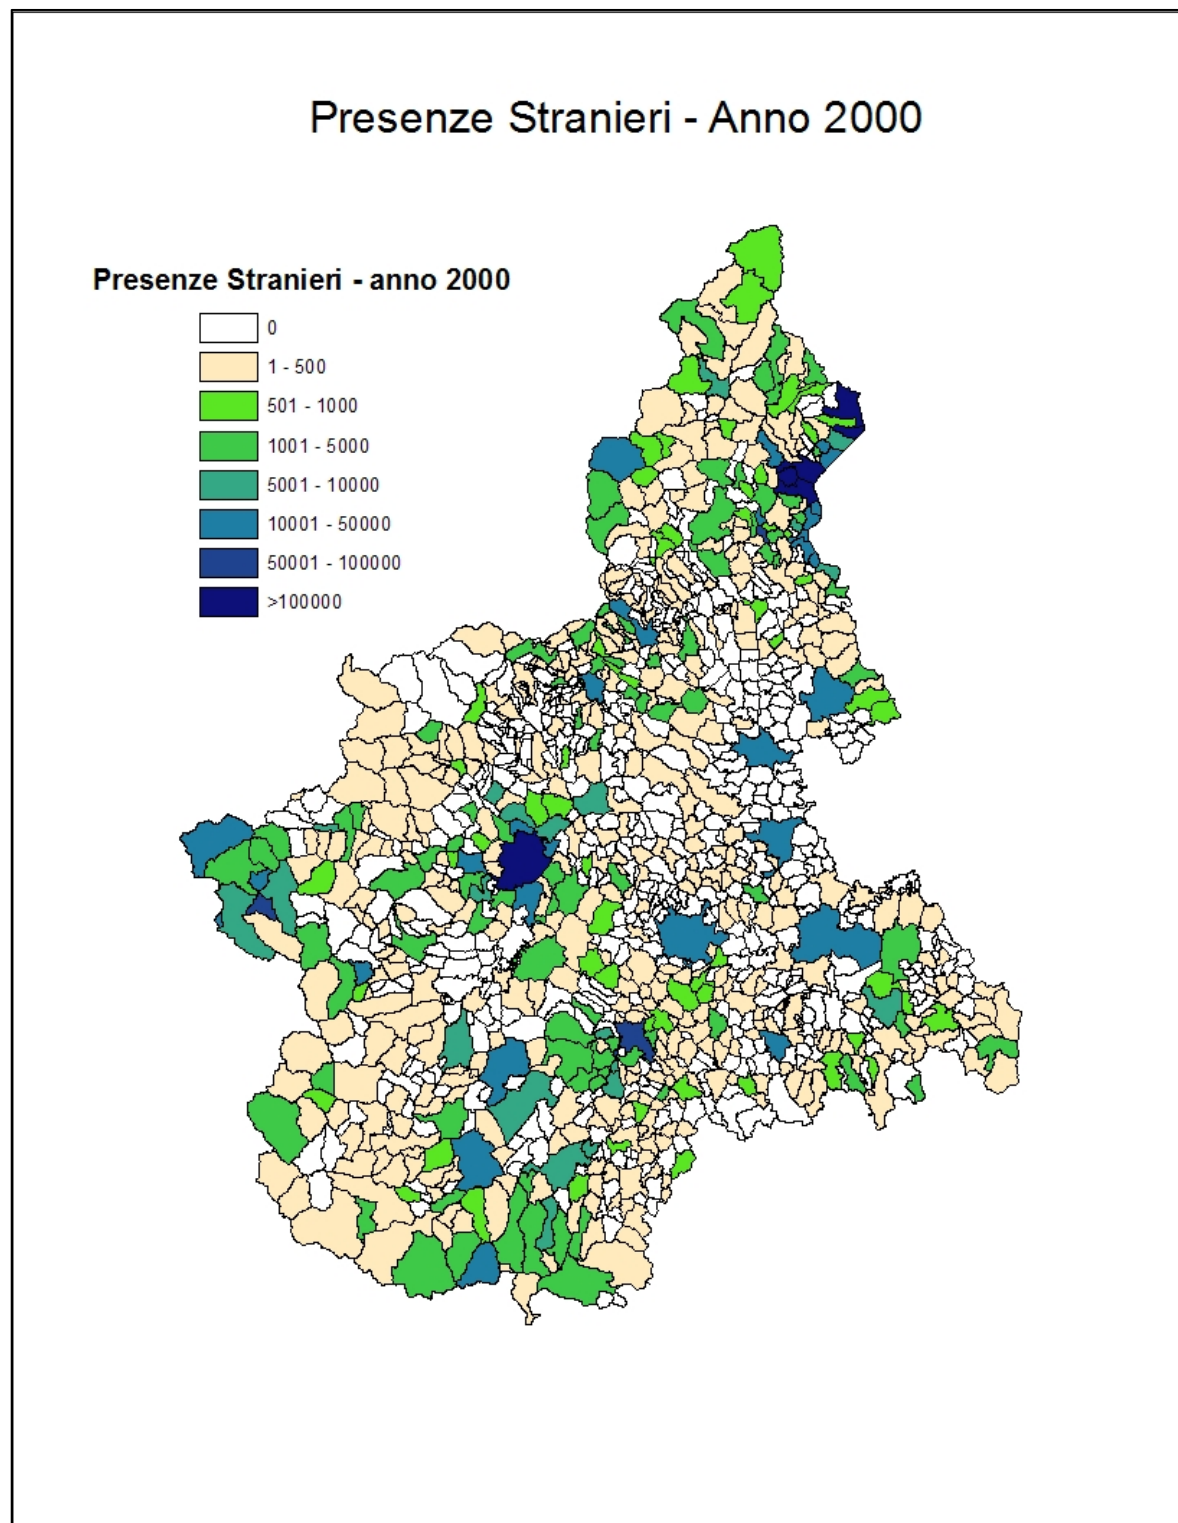 Presenze Stranieri - Anno 2000
Presenze Stranieri - anno 2000
0
1 - 500
501 - 1000
1001 - 5000
5001 - 10000
10001 - 50000
50001 - 100000
>100000